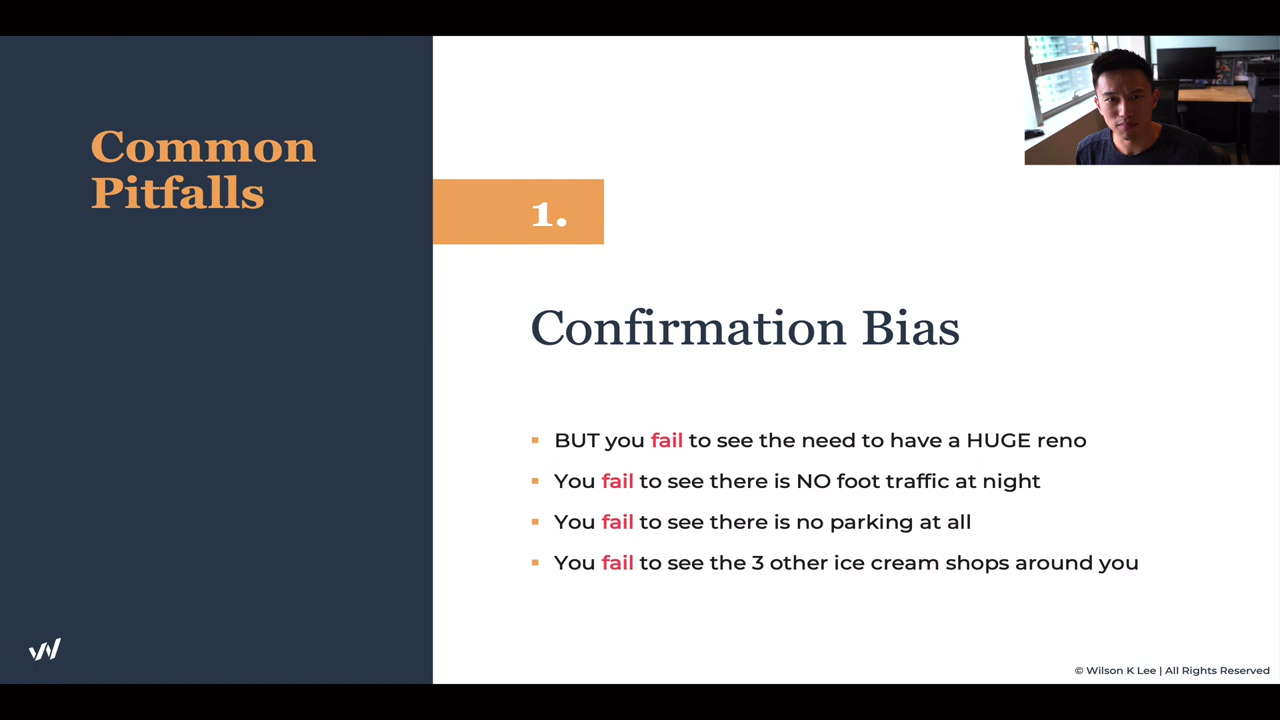 Common
Pitfalls
1.
Confirmation Bias
BUT you fail to see the need to have a HUGE reno
You fail to see there is NO foot traffic at night
You fail to see there is no parking at all
You fail to see the 3 other ice cream shops around you
© Wilson K Lee | All Rights Reserved